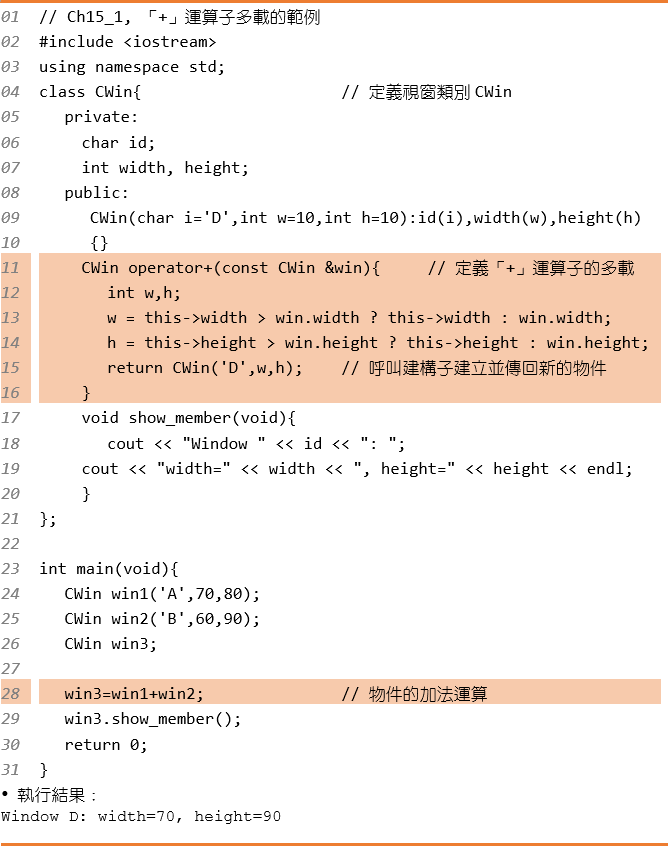 01 // Ch15_1, 「+」運算子多載的範例
02 #include <iostream>
03 using namespace std;
04 class CWin{ // 定義視窗類別 CWin
05 private:
06 char id;
07 int width, height;
08 public:
09 CWin(char i='D',int w=10,int h=10):id(i),width(w),height(h)
10 {}
11 CWin operator+(const CWin &win){ // 定義「+」運算子的多載
12 int w,h;
13 w = this->width > win.width ? this->width : win.width;
14 h = this->height > win.height ? this->height : win.height;
15 return CWin('D',w,h); // 呼叫建構子建立並傳回新的物件
16 }
17 void show_member(void){
18 cout << "Window " << id << ": ";
19 cout << "width=" << width << ", height=" << height << endl;
20 }
21 };
22
23 int main(void){
24 CWin win1('A',70,80);
25 CWin win2('B',60,90);
26 CWin win3;
27
28 win3=win1+win2; // 物件的加法運算
29 win3.show_member();
30 return 0;
31 }
• 執行結果：
Window D: width=70, height=90